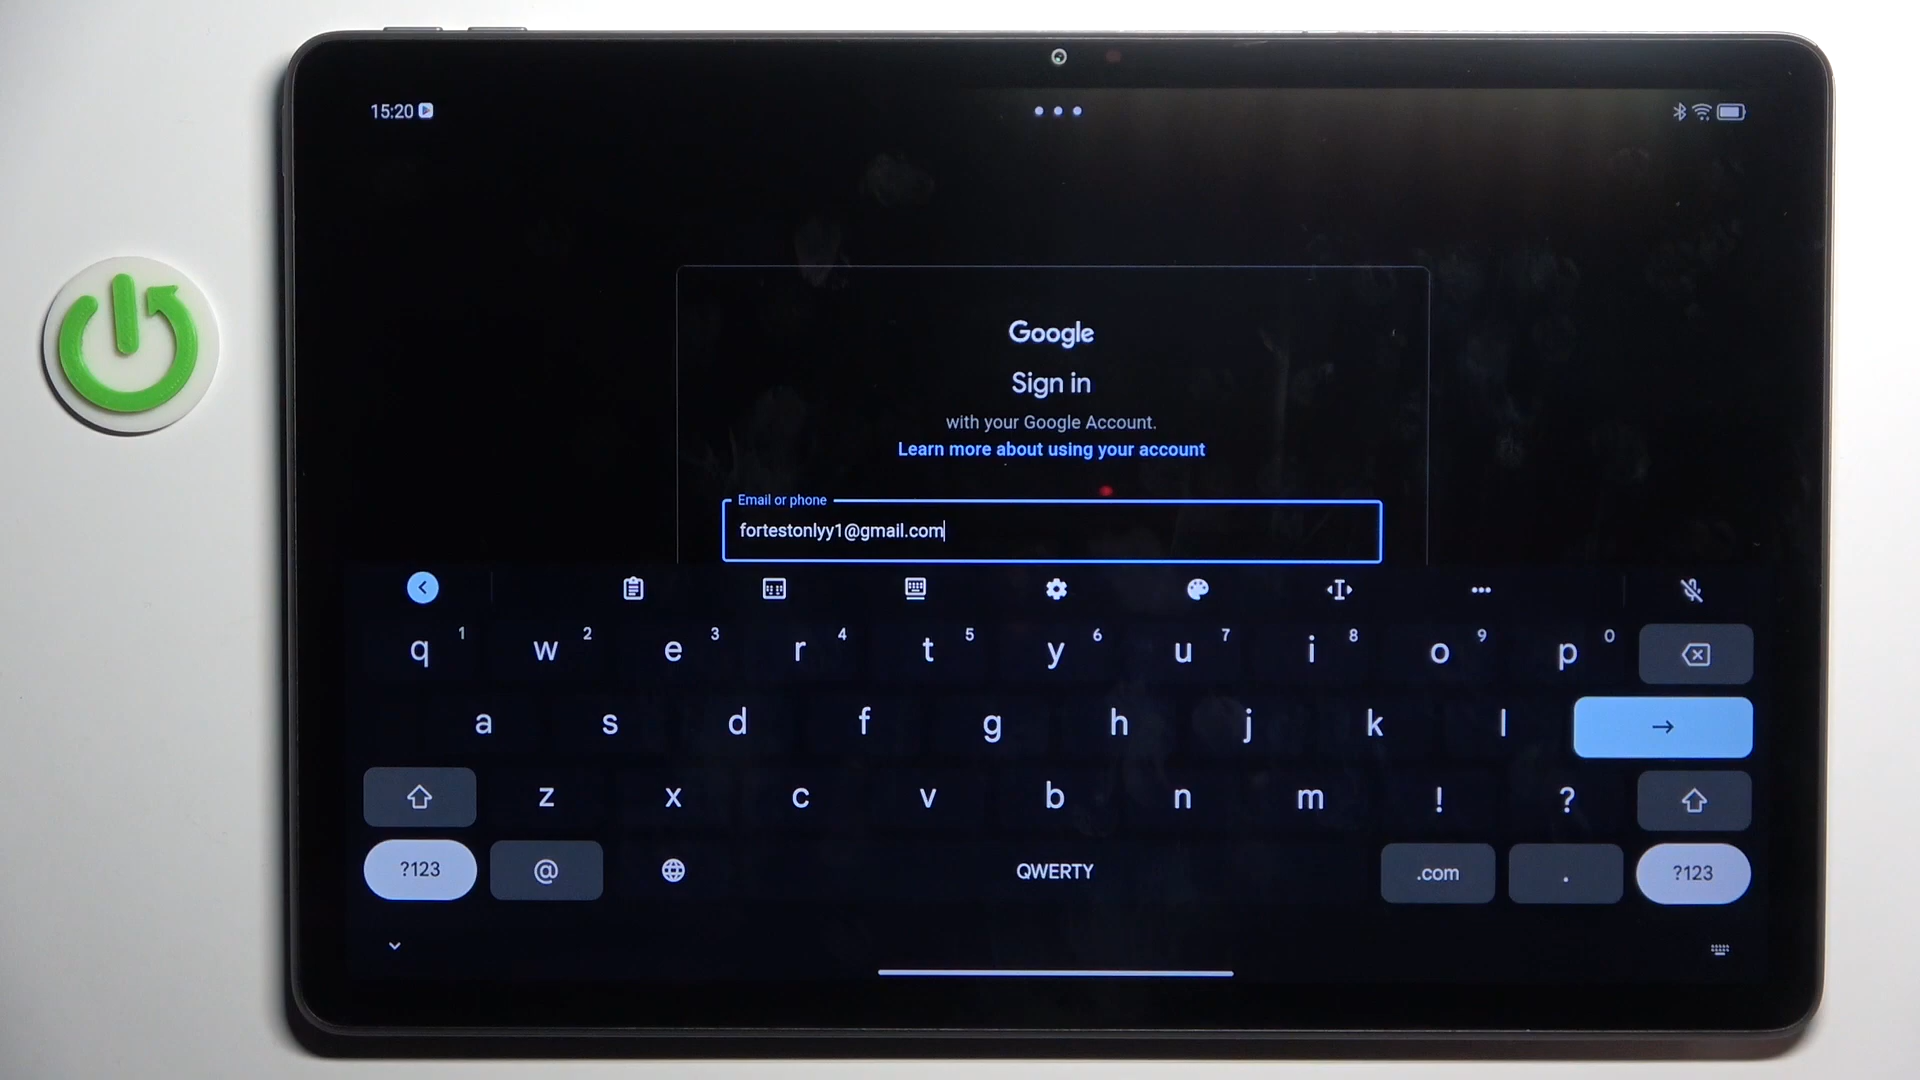 15:20
Google
Sign in
with your Google Account.
Learn more about using your account
Email or phone
fortestonlyy1@gmail.com
q 1 w 2 e 3 r 4 t 5 y 6 u 7 i 8 o 9 p 0
a s d f g h j k l
z x c v b n m ! ?
?123 @ QWERTY .com . ?123